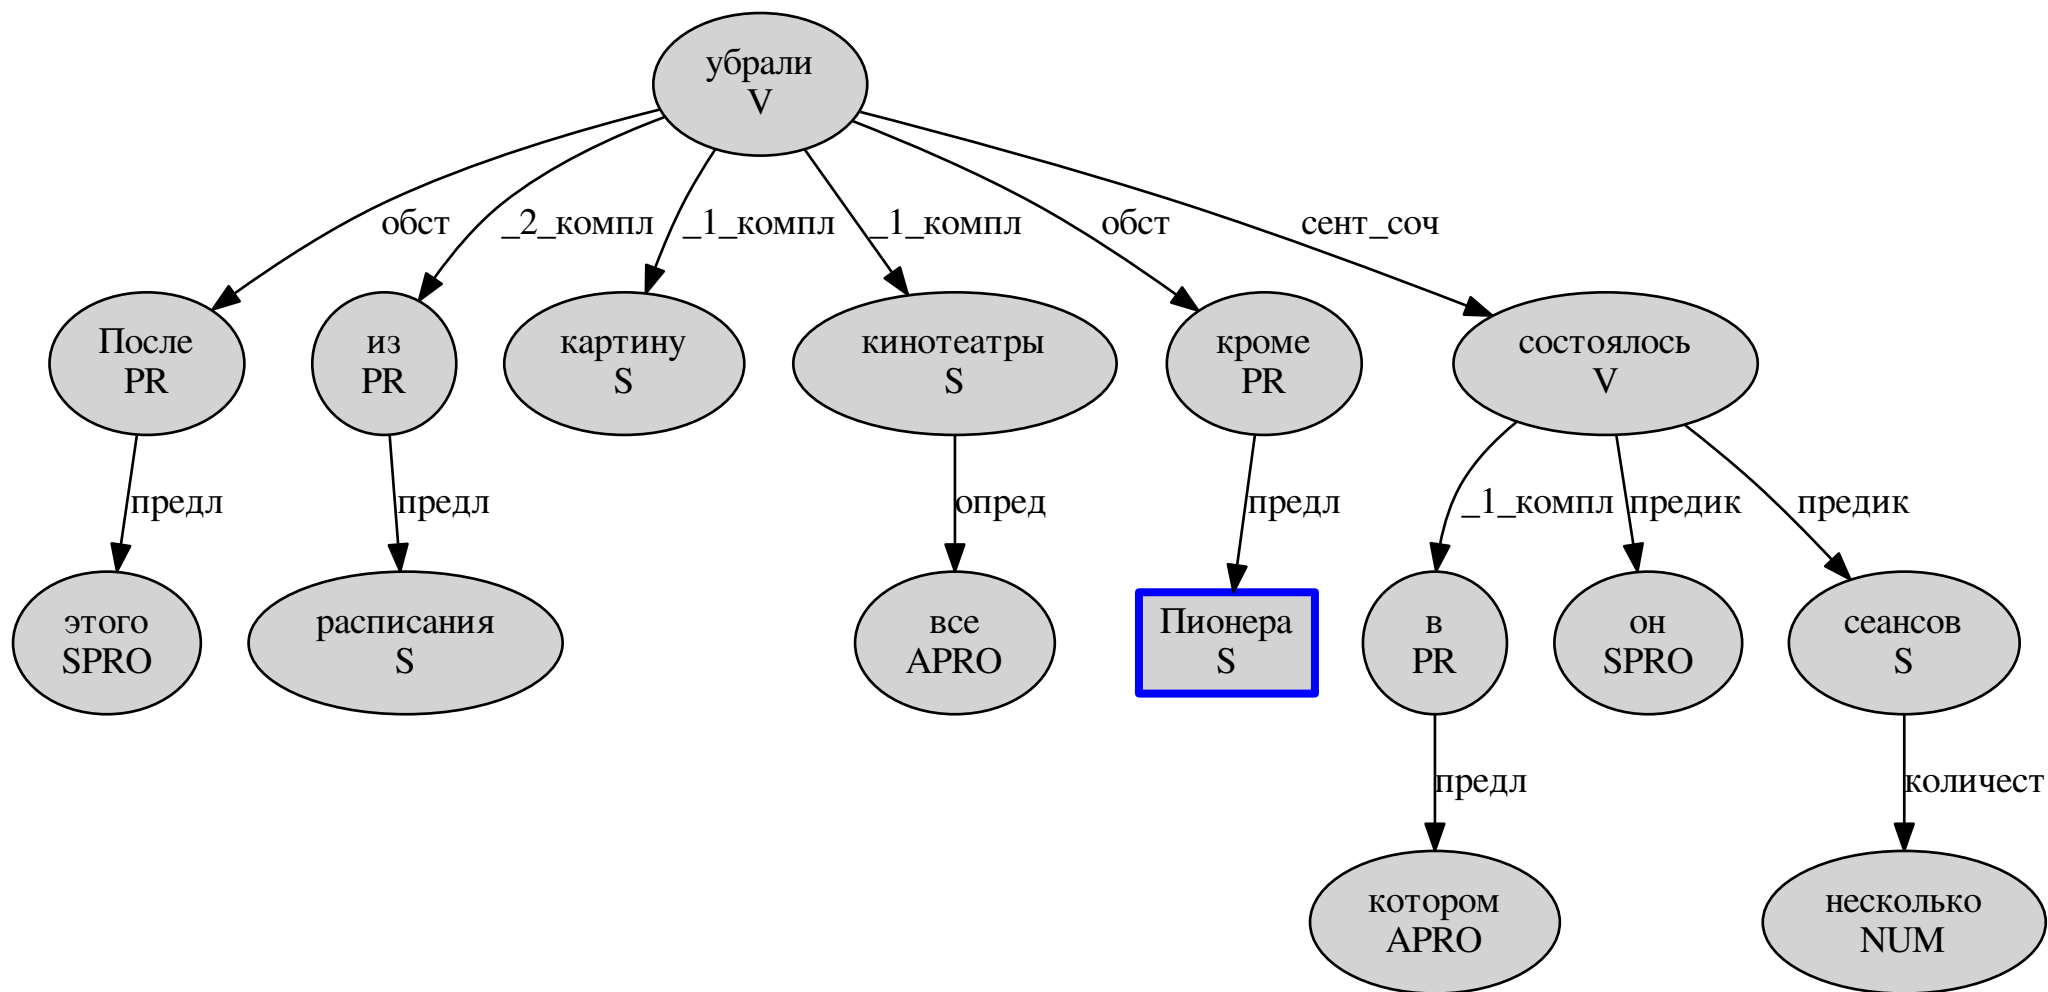 убрали
V
обст
_2_компл
_1_компл
_1_компл
обст
сент_соч
После
PR
из
PR
картину
S
кинотеатры
S
кроме
PR
состоялось
V
предл
предл
опред
предл
_1_компл
предик
предик
этого
SPRO
расписания
S
все
APRO
Пионера
S
в
PR
он
SPRO
сеансов
S
предл
количест
котором
APRO
несколько
NUM